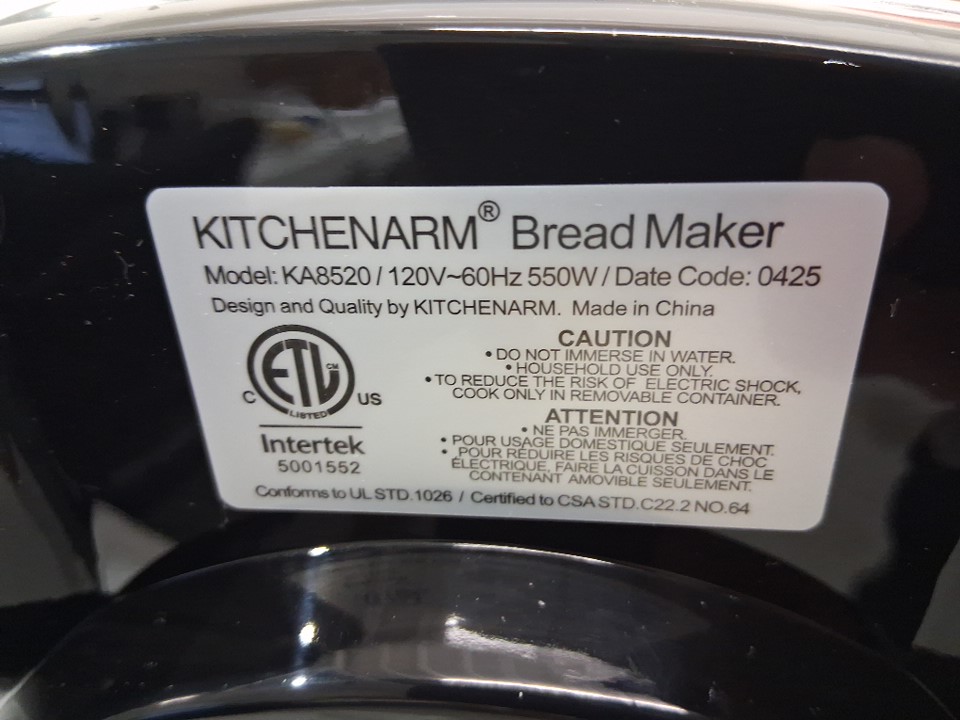 KITCHENARM® Bread Maker
Model: KA8520 / 120V~60Hz 550W / Date Code: 0425
Design and Quality by KITCHENARM. Made in China
CAUTION
• DO NOT IMMERSE IN WATER.
• HOUSEHOLD USE ONLY.
• TO REDUCE THE RISK OF ELECTRIC SHOCK,
COOK ONLY IN REMOVABLE CONTAINER.
ATTENTION
• NE PAS IMMERGER.
• POUR USAGE DOMESTIQUE SEULEMENT.
• POUR RÉDUIRE LES RISQUES DE CHOC
ÉLECTRIQUE, FAIRE LA CUISSON DANS LE
CONTENANT AMOVIBLE SEULEMENT.
ETL CM
C US
LISTED
Intertek
5001552
Conforms to UL STD.1026 / Certified to CSA STD.C22.2 NO.64